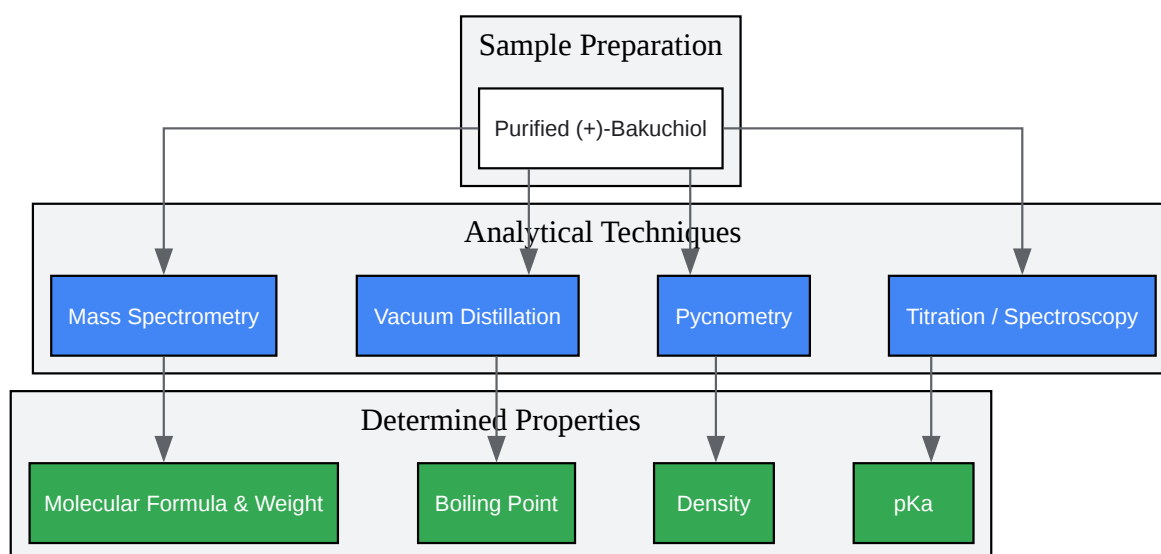 Sample Preparation
Purified (+)-Bakuchiol
Analytical Techniques
Mass Spectrometry
Vacuum Distillation
Pycnometry
Titration / Spectroscopy
Determined Properties
Molecular Formula & Weight
Boiling Point
Density
pKa